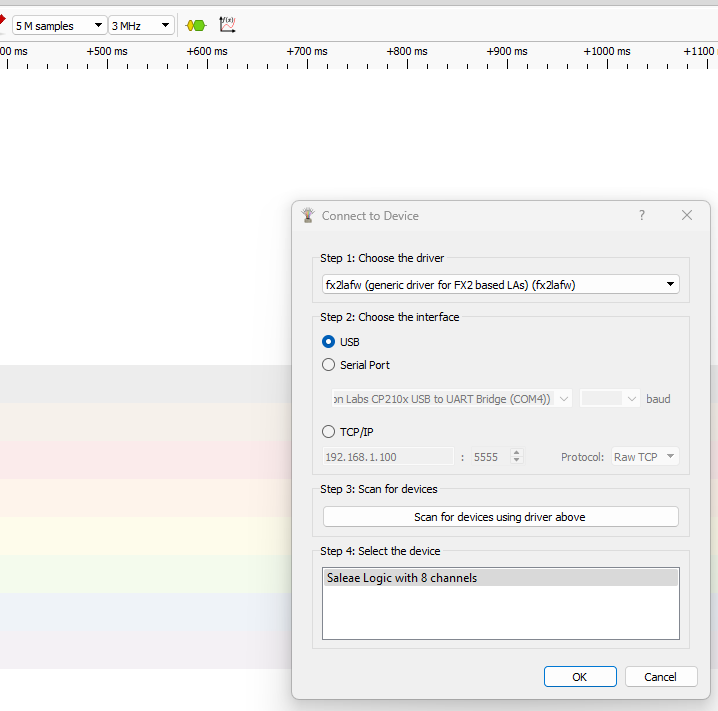 5 M samples 3 MHz f(x)
00 ms +500 ms +600 ms +700 ms +800 ms +900 ms +1000 ms +1100
Connect to Device ?
Step 1: Choose the driver
fx2lafw (generic driver for FX2 based LAs) (fx2lafw)
Step 2: Choose the interface
USB
Serial Port
on Labs CP210x USB to UART Bridge (COM4)) baud
TCP/IP
192.168.1.100 : 5555 Protocol: Raw TCP
Step 3: Scan for devices
Scan for devices using driver above
Step 4: Select the device
Saleae Logic with 8 channels
OK Cancel